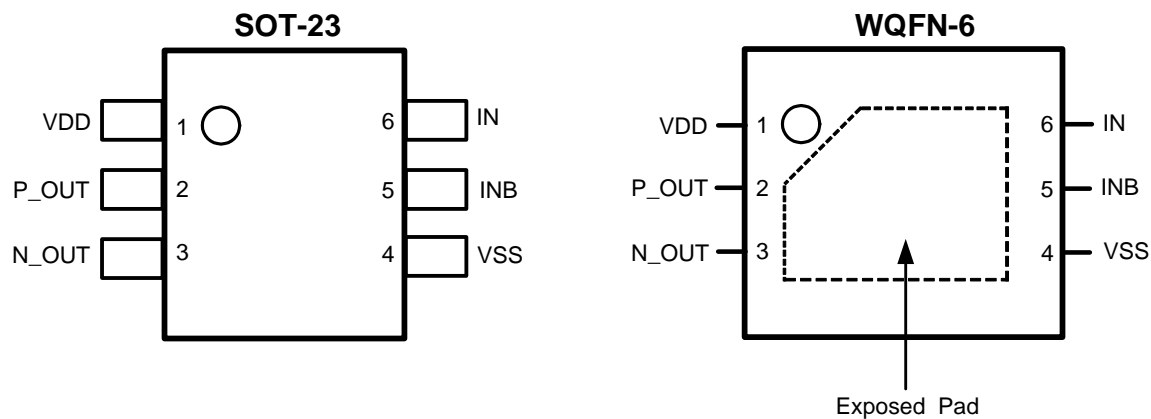 SOT-23
VDD
P_OUT
N_OUT
1
2
3
6
5
4
IN
INB
VSS
WQFN-6
VDD
P_OUT
N_OUT
1
2
3
6
5
4
IN
INB
VSS
Exposed Pad